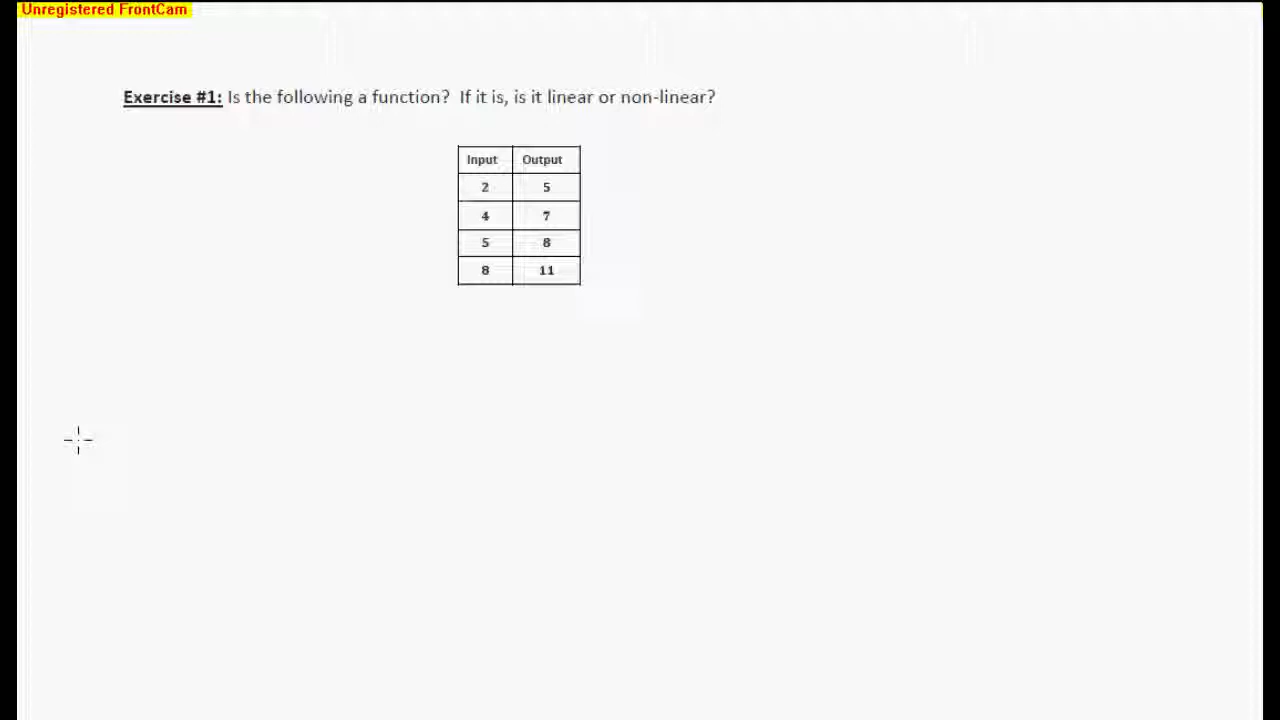 Unregistered FrontCam
Exercise #1: Is the following a function? If it is, is it linear or non-linear?
Input Output
2 5
4 7
5 8
8 11